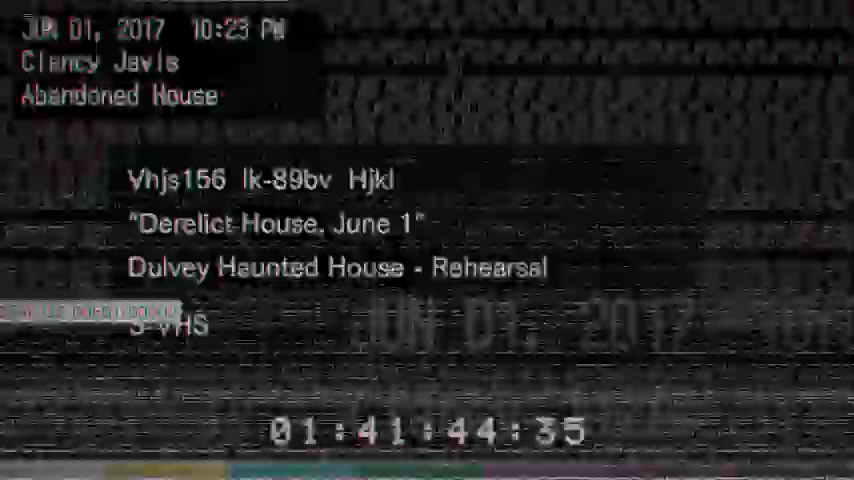 JUN 01, 2017 10:23 PM
Clancy Javis
Abandoned House
Vhjs156 lk-89bv Hjkl
"Derelict House, June 1"
Dulvey Haunted House - Rehearsal
S-VHS
JUN 01, 2017
01:41:44:35